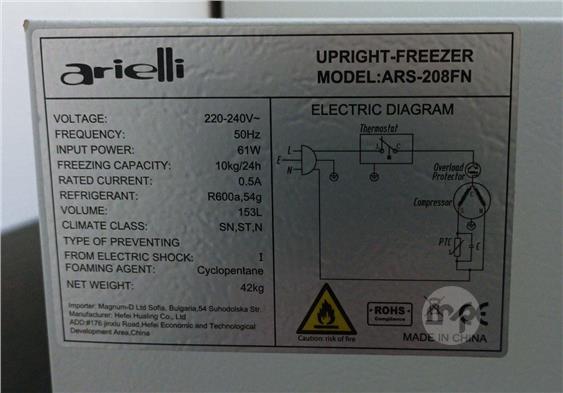 arielli
UPRIGHT-FREEZER
MODEL:ARS-208FN
VOLTAGE: 220-240V~
FREQUENCY: 50Hz
INPUT POWER: 61W
FREEZING CAPACITY: 10kg/24h
RATED CURRENT: 0.5A
REFRIGERANT: R600a,54g
VOLUME: 153L
CLIMATE CLASS: SN,ST,N
TYPE OF PREVENTING
FROM ELECTRIC SHOCK: I
FOAMING AGENT: Cyclopentane
NET WEIGHT: 42kg
Importer: Magnum-D Ltd Sofia, Bulgaria,54 Suhodolska Str.
Manufacturer: Hefei Hualing Co., Ltd
ADD:#176 jinxiu Road,Hefei Economic and Technological
Development Area,China
ELECTRIC DIAGRAM
Thermostat
L
L C
E
N
Overload
Protector
Compressor
C
N
PTC
E
Caution: risk of fire
ROHS
Compliance
MADE IN CHINA